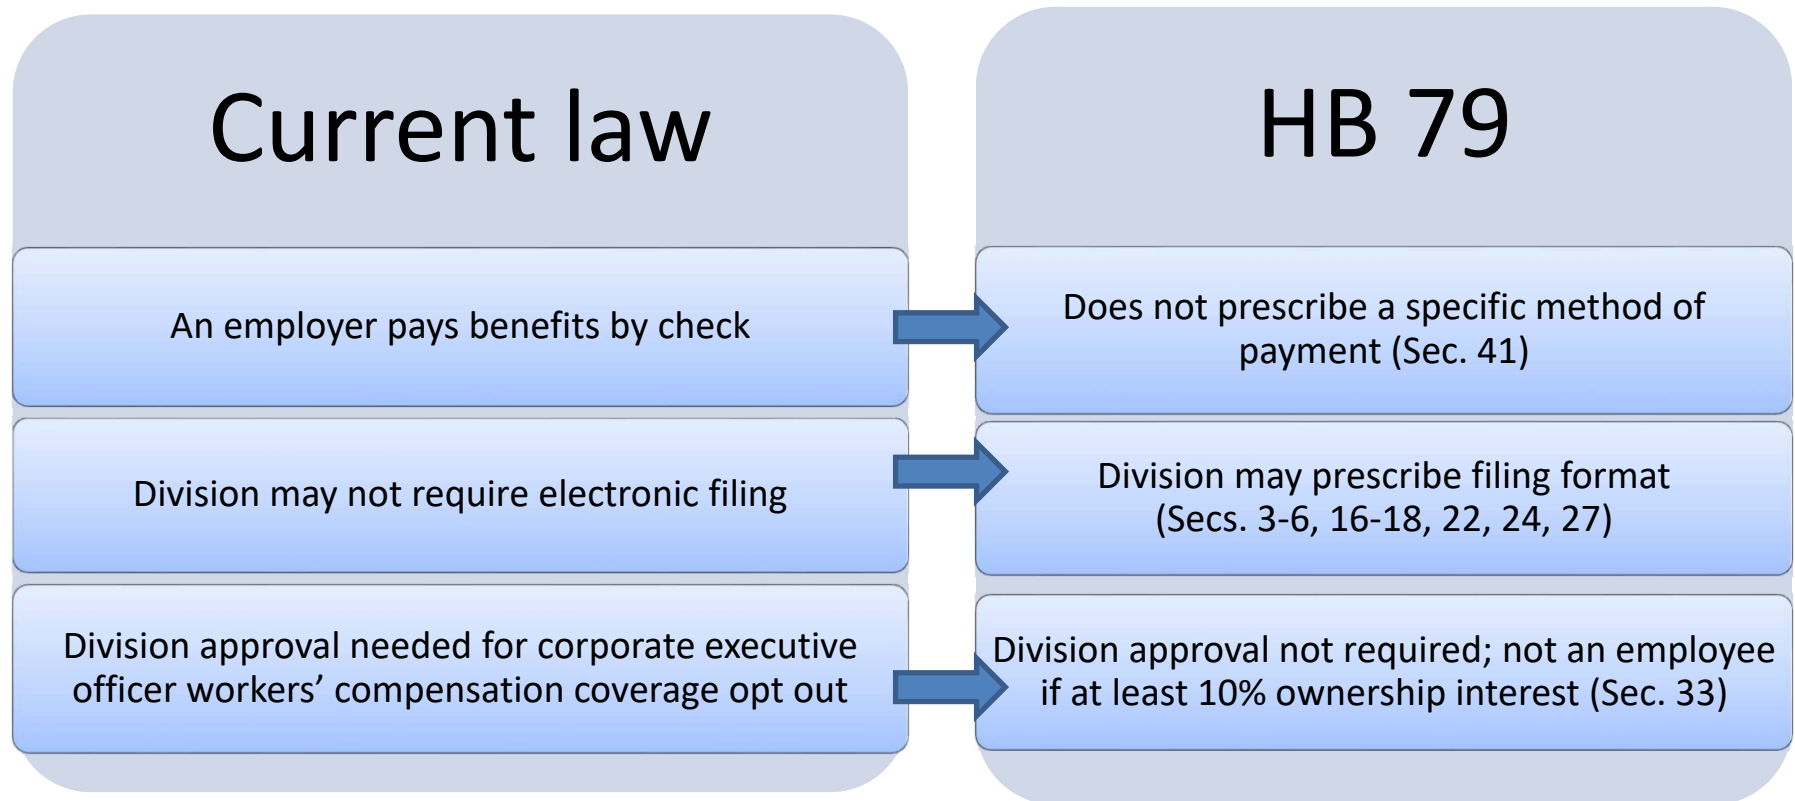 Current law
An employer pays benefits by check
Division may not require electronic filing
Division approval needed for corporate executive
officer workers’ compensation coverage opt out
HB 79
Does not prescribe a specific method of
payment (Sec. 41)
Division may prescribe filing format
(Secs. 3-6, 16-18, 22, 24, 27)
Division approval not required; not an employee
if at least 10% ownership interest (Sec. 33)